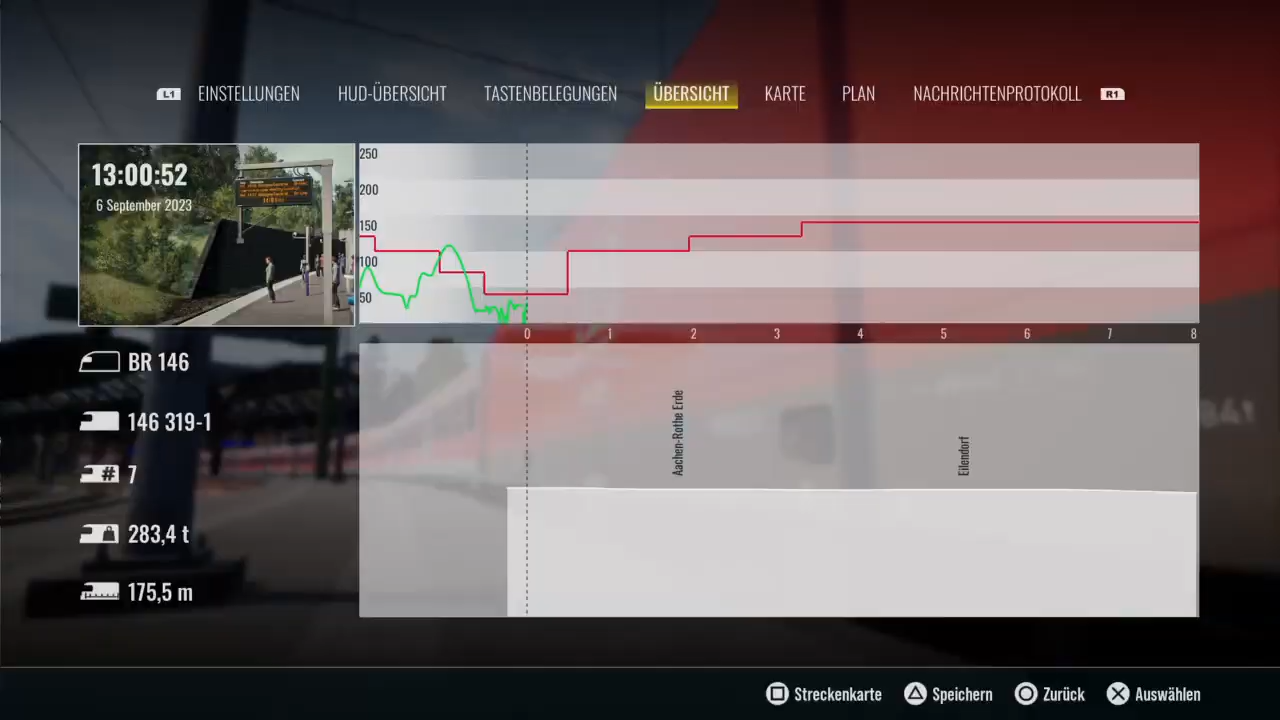 L1 EINSTELLUNGEN HUD-ÜBERSICHT TASTENBELEGUNGEN ÜBERSICHT KARTE PLAN NACHRICHTENPROTOKOLL R1
13:00:52
6 September 2023
250
200
150
100
50
0 1 2 3 4 5 6 7 8
BR 146
146 319-1
# 7
283,4 t
175,5 m
Aachen-Rothe Erde
Eilendorf
Streckenkarte Speichern Zurück Auswählen